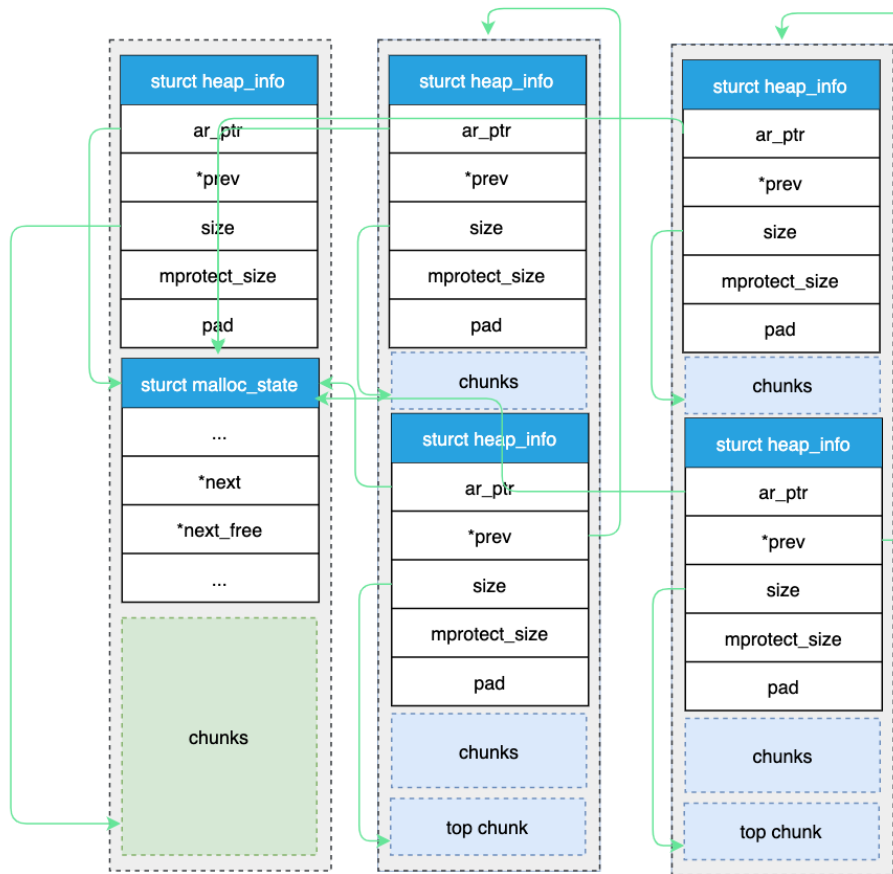 sturct heap_info
ar_ptr
*prev
size
mprotect_size
pad
sturct malloc_state
...
*next
*next_free
...
chunks
sturct heap_info
ar_ptr
*prev
size
mprotect_size
pad
chunks
sturct heap_info
ar_ptr
*prev
size
mprotect_size
pad
chunks
top chunk
sturct heap_info
ar_ptr
*prev
size
mprotect_size
pad
chunks
sturct heap_info
ar_ptr
*prev
size
mprotect_size
pad
chunks
top chunk